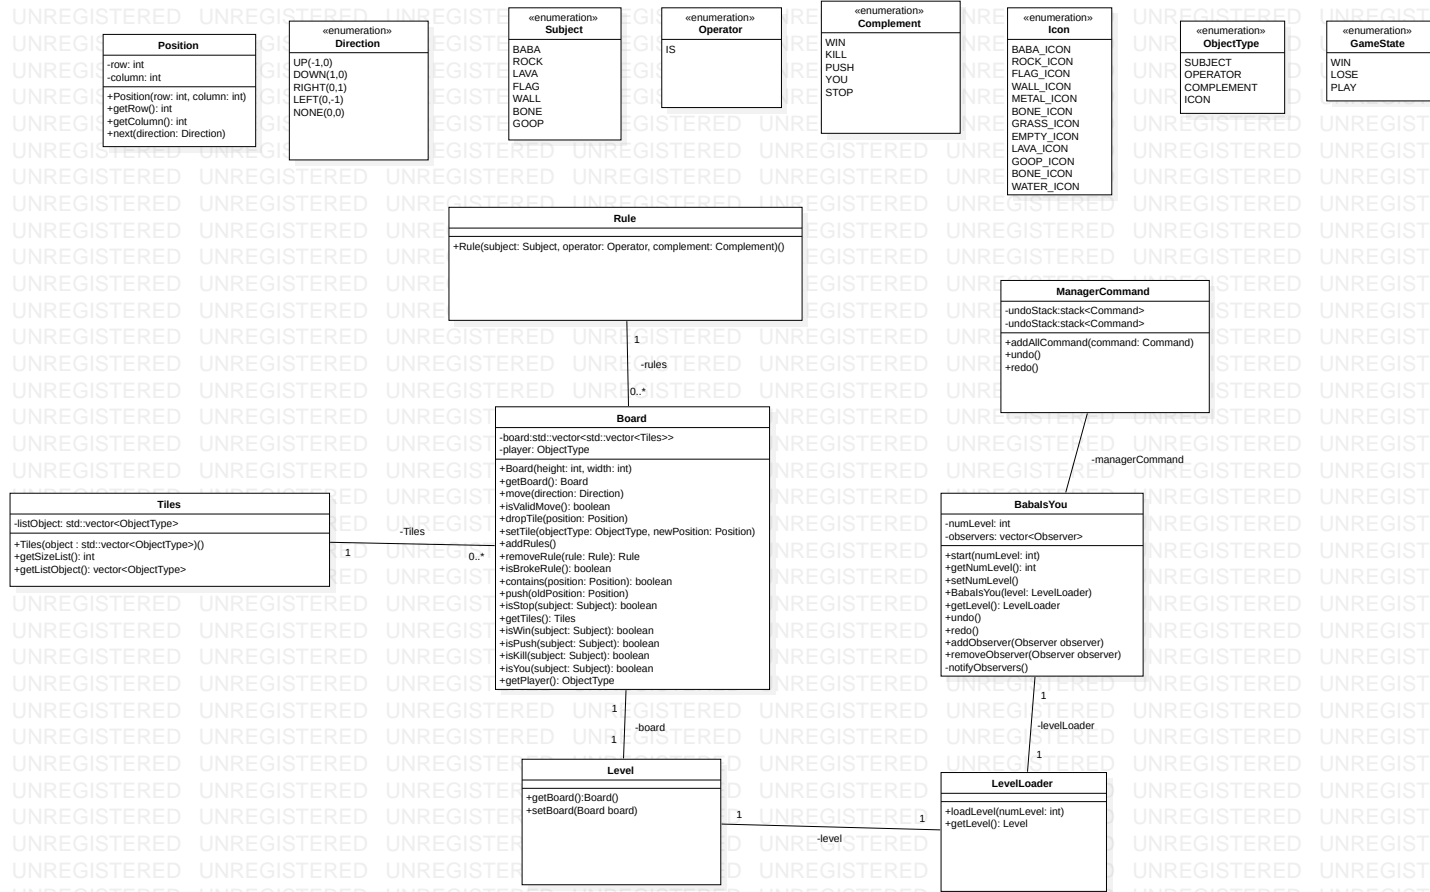 Position
-row: int
-column: int
+Position(row: int, column: int)
+getRow(): int
+getColumn(): int
+next(direction: Direction)
«enumeration»
Direction
UP(-1,0)
DOWN(1,0)
RIGHT(0,1)
LEFT(0,-1)
NONE(0,0)
«enumeration»
Subject
BABA
ROCK
LAVA
FLAG
WALL
BONE
GOOP
«enumeration»
Operator
IS
«enumeration»
Complement
WIN
KILL
PUSH
YOU
STOP
«enumeration»
Icon
BABA_ICON
ROCK_ICON
FLAG_ICON
WALL_ICON
METAL_ICON
BONE_ICON
GRASS_ICON
EMPTY_ICON
LAVA_ICON
GOOP_ICON
BONE_ICON
WATER_ICON
«enumeration»
ObjectType
SUBJECT
OPERATOR
COMPLEMENT
ICON
«enumeration»
GameState
WIN
LOSE
PLAY
Rule
+Rule(subject: Subject, operator: Operator, complement: Complement)()
1
-rules
0..*
ManagerCommand
-undoStack:stack<Command>
-undoStack:stack<Command>
+addAllCommand(command: Command)
+undo()
+redo()
-managerCommand
Board
-board:std::vector<std::vector<Tiles>>
-player: ObjectType
+Board(height: int, width: int)
+getBoard(): Board
+move(direction: Direction)
+isValidMove(): boolean
+dropTile(position: Position)
+setTile(objectType: ObjectType, newPosition: Position)
+addRules()
+removeRule(rule: Rule): Rule
+isBrokeRule(): boolean
+contains(position: Position): boolean
+push(oldPosition: Position)
+isStop(subject: Subject): boolean
+getTiles(): Tiles
+isWin(subject: Subject): boolean
+isPush(subject: Subject): boolean
+isKill(subject: Subject): boolean
+isYou(subject: Subject): boolean
+getPlayer(): ObjectType
Tiles
-listObject: std::vector<ObjectType>
+Tiles(object : std::vector<ObjectType>)()
+getSizeList(): int
+getListObject(): vector<ObjectType>
-Tiles
1
0..*
BabaIsYou
-numLevel: int
-observers: vector<Observer>
+start(numLevel: int)
+getNumLevel(): int
+setNumLevel()
+BabaIsYou(level: LevelLoader)
+getLevel(): LevelLoader
+undo()
+redo()
+addObserver(Observer observer)
+removeObserver(Observer observer)
-notifyObservers()
1
-board
1
1
-levelLoader
1
Level
+getBoard():Board()
+setBoard(Board board)
1
-level
1
LevelLoader
+loadLevel(numLevel: int)
+getLevel(): Level
UNREGISTERED